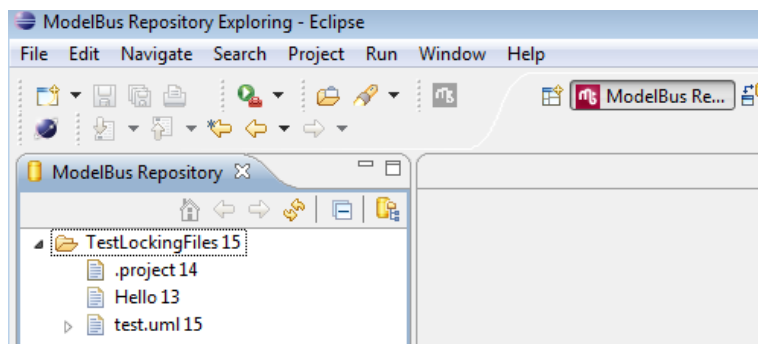 ModelBus Repository Exploring - Eclipse
File Edit Navigate Search Project Run Window Help
ModelBus Re...
ModelBus Repository
TestLockingFiles 15
.project 14
Hello 13
test.uml 15